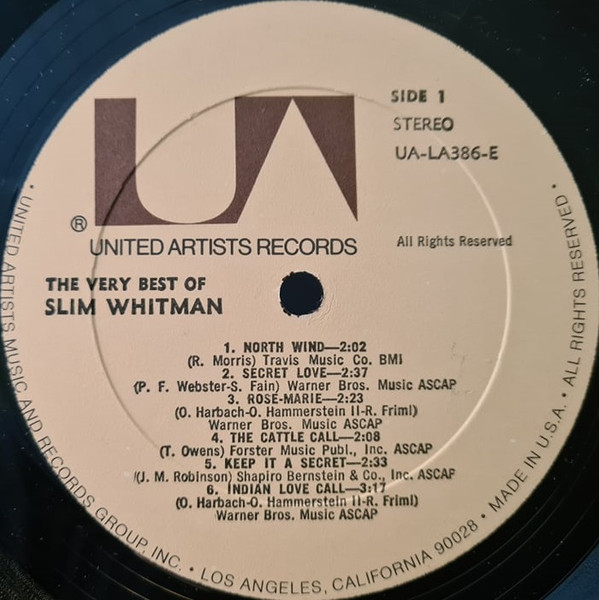 UA
SIDE 1
STEREO
UA-LA386-E
®
UNITED ARTISTS RECORDS
All Rights Reserved
THE VERY BEST OF
SLIM WHITMAN
1. NORTH WIND—2:02
(R. Morris) Travis Music Co. BMI
2. SECRET LOVE—2:37
(P. F. Webster-S. Fain) Warner Bros. Music ASCAP
3. ROSE-MARIE—2:23
(O. Harbach-O. Hammerstein II-R. Friml)
Warner Bros. Music ASCAP
4. THE CATTLE CALL—2:08
(T. Owens) Forster Music Publ., Inc. ASCAP
5. KEEP IT A SECRET—2:33
(J. M. Robinson) Shapiro Bernstein & Co., Inc. ASCAP
6. INDIAN LOVE CALL—3:17
(O. Harbach-O. Hammerstein II-R. Friml)
Warner Bros. Music ASCAP
• UNITED ARTISTS MUSIC AND RECORDS GROUP, INC. • LOS ANGELES, CALIFORNIA 90028 • MADE IN U.S.A. • ALL RIGHTS RESERVED •